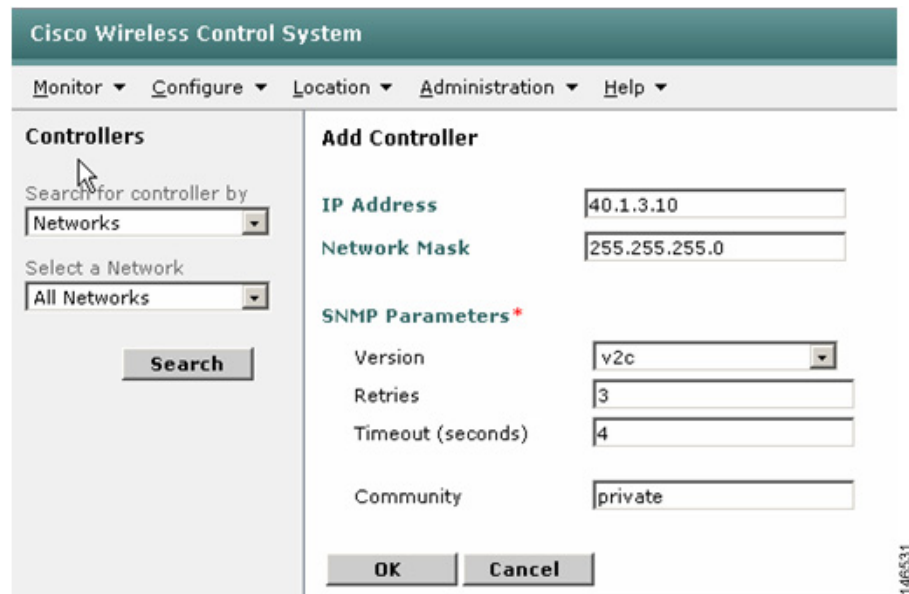 Cisco Wireless Control System
Monitor Configure Location Administration Help
Controllers
Search for controller by
Networks
Select a Network
All Networks
Search
Add Controller
IP Address 40.1.3.10
Network Mask 255.255.255.0
SNMP Parameters*
Version v2c
Retries 3
Timeout (seconds) 4
Community private
OK Cancel
146531